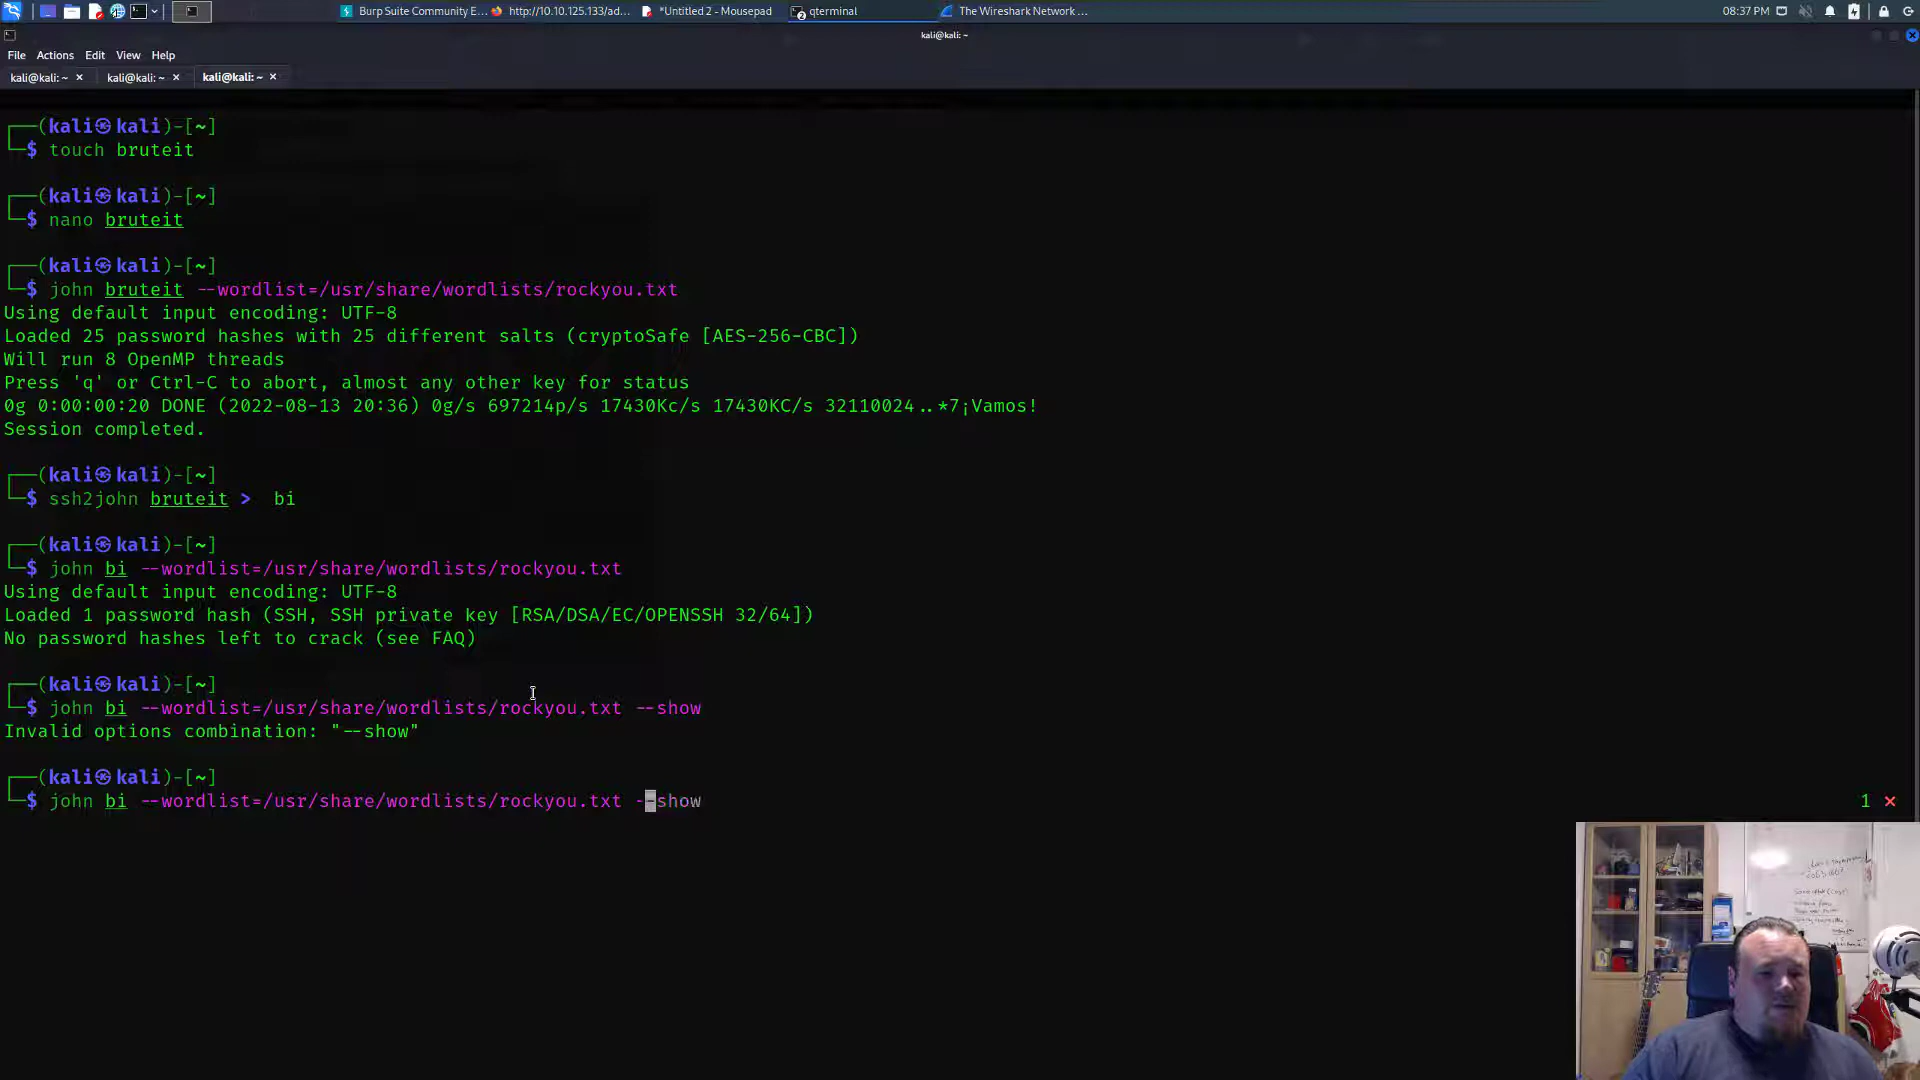 Burp Suite Community E... http://10.10.125.133/ad... *Untitled 2 - Mousepad qterminal The Wireshark Network ... 08:37 PM
kali@kali: ~
File Actions Edit View Help
kali@kali: ~ × kali@kali: ~ × kali@kali: ~ ×
┌──(kali㉿kali)-[~]
└─$ touch bruteit
┌──(kali㉿kali)-[~]
└─$ nano bruteit
┌──(kali㉿kali)-[~]
└─$ john bruteit --wordlist=/usr/share/wordlists/rockyou.txt
Using default input encoding: UTF-8
Loaded 25 password hashes with 25 different salts (cryptoSafe [AES-256-CBC])
Will run 8 OpenMP threads
Press 'q' or Ctrl-C to abort, almost any other key for status
0g 0:00:00:20 DONE (2022-08-13 20:36) 0g/s 697214p/s 17430Kc/s 17430KC/s 32110024..*7¡Vamos!
Session completed.
┌──(kali㉿kali)-[~]
└─$ ssh2john bruteit >  bi
┌──(kali㉿kali)-[~]
└─$ john bi --wordlist=/usr/share/wordlists/rockyou.txt
Using default input encoding: UTF-8
Loaded 1 password hash (SSH, SSH private key [RSA/DSA/EC/OPENSSH 32/64])
No password hashes left to crack (see FAQ)
┌──(kali㉿kali)-[~]
└─$ john bi --wordlist=/usr/share/wordlists/rockyou.txt --show
Invalid options combination: "--show"
┌──(kali㉿kali)-[~]
└─$ john bi --wordlist=/usr/share/wordlists/rockyou.txt --show 1 ×